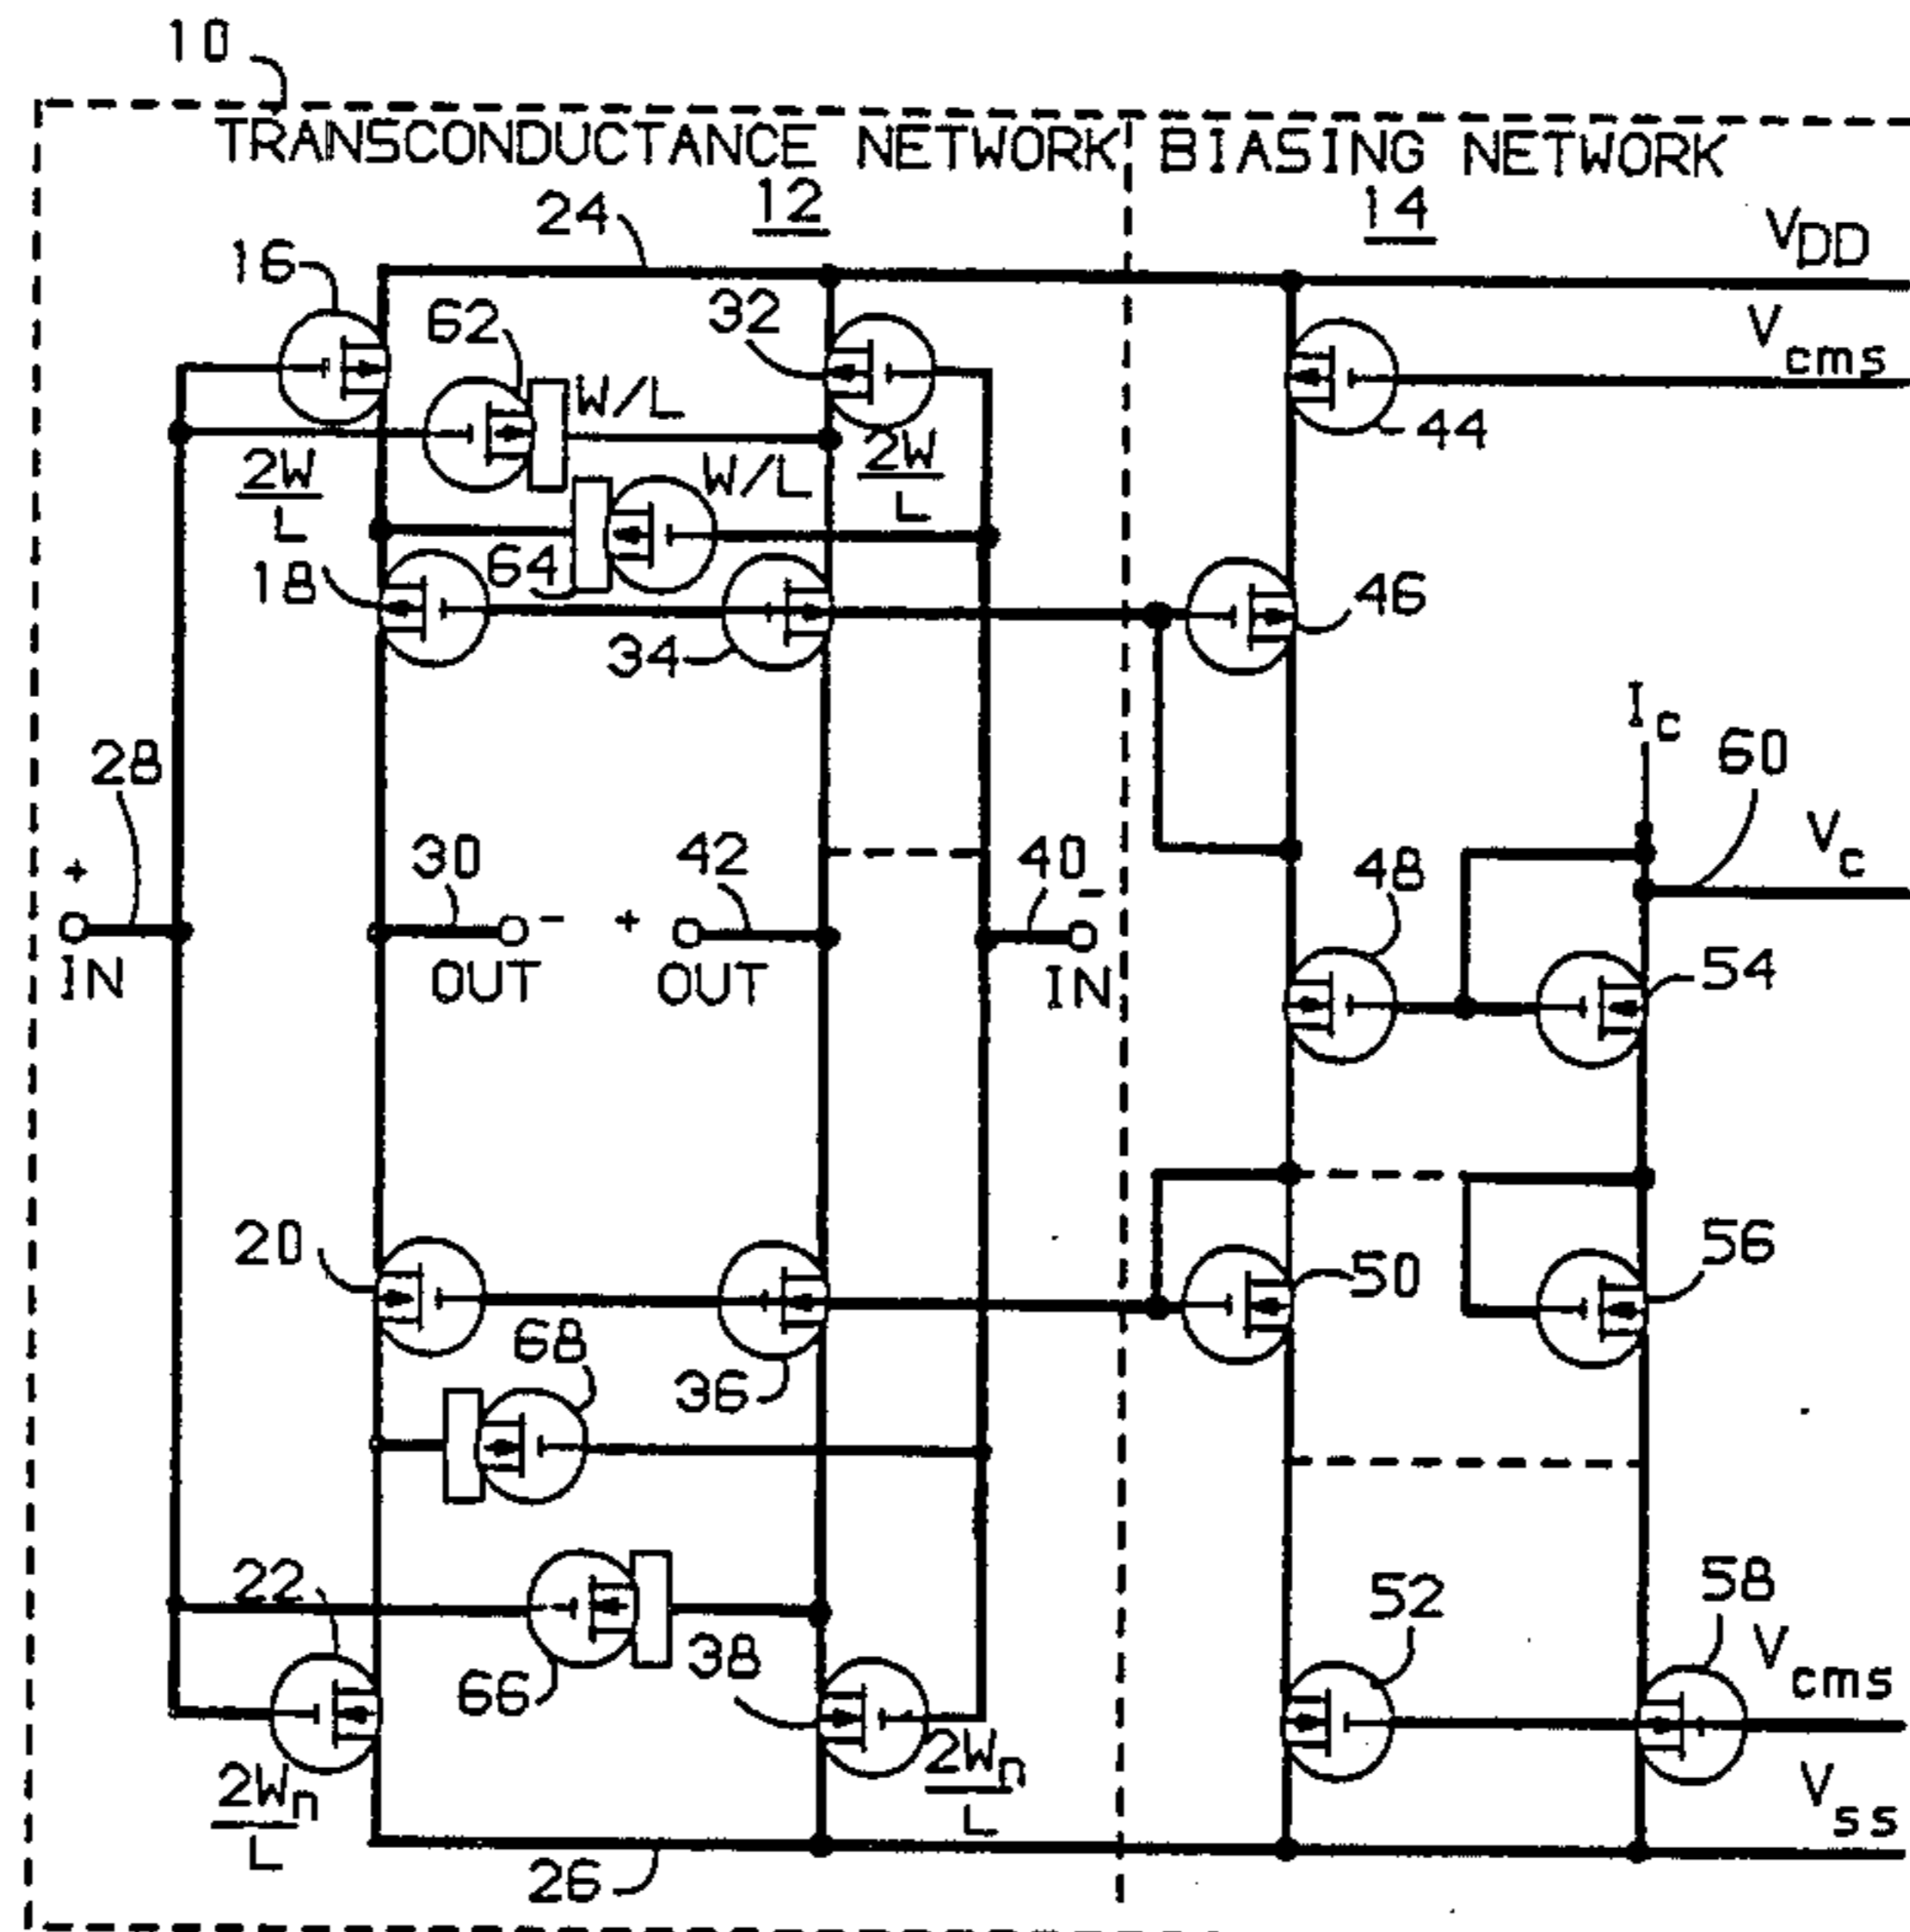 10
TRANSCONDUCTANCE NETWORK
12
BIASING NETWORK
14
24
VDD
16
62
32
Vcms
W/L
44
2W
L
W/L
2W
L
18
64
34
46
Ic
60
28
+
IN
30
-
OUT
42
+
OUT
40
-
IN
Vc
48
54
20
68
36
50
56
22
66
38
52
58
Vcms
2Wn
L
2Wn
L
26
Vss